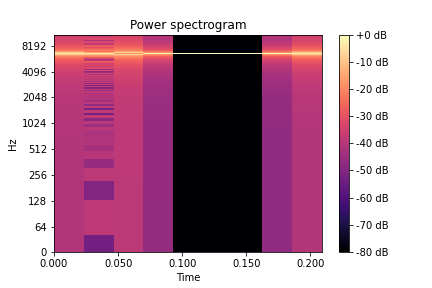 Power spectrogram
8192
4096
2048
1024
512
256
128
64
0
Hz
0.000 0.050 0.100 0.150 0.200
Time
+0 dB
-10 dB
-20 dB
-30 dB
-40 dB
-50 dB
-60 dB
-70 dB
-80 dB